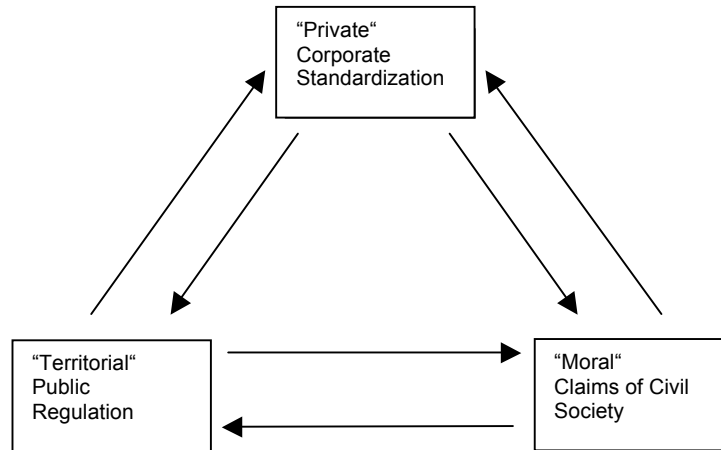 “Private“
Corporate
Standardization
“Territorial“
Public
Regulation
“Moral“
Claims of Civil
Society